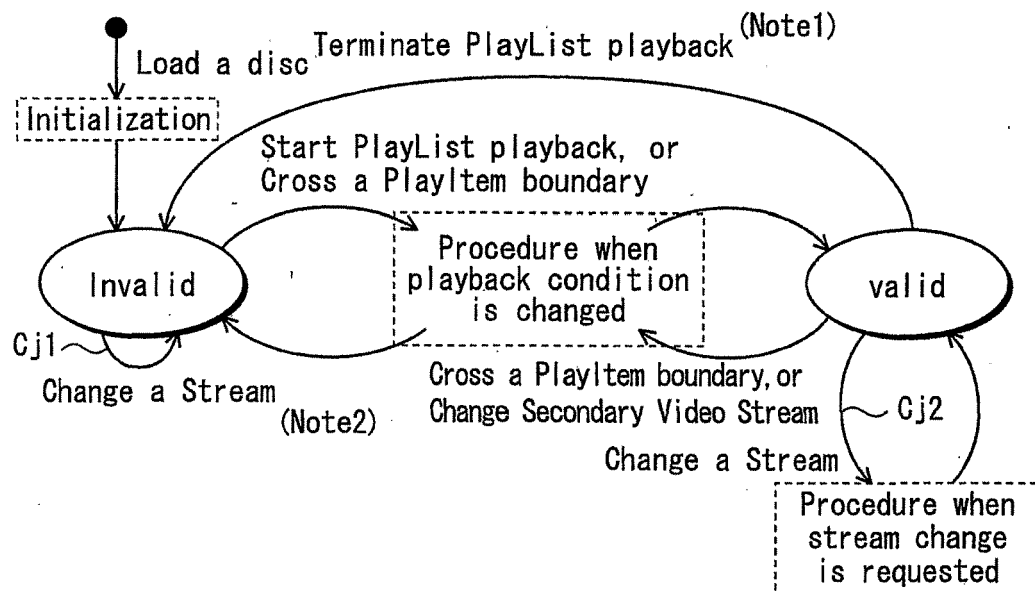 Terminate PlayList playback (Note1)
Load a disc
Initialization
Start PlayList playback, or
Cross a PlayItem boundary
Procedure when
playback condition
is changed
Invalid
valid
Cj1
Change a Stream
(Note2)
Cross a PlayItem boundary, or
Change Secondary Video Stream
Cj2
Change a Stream
Procedure when
stream change
is requested